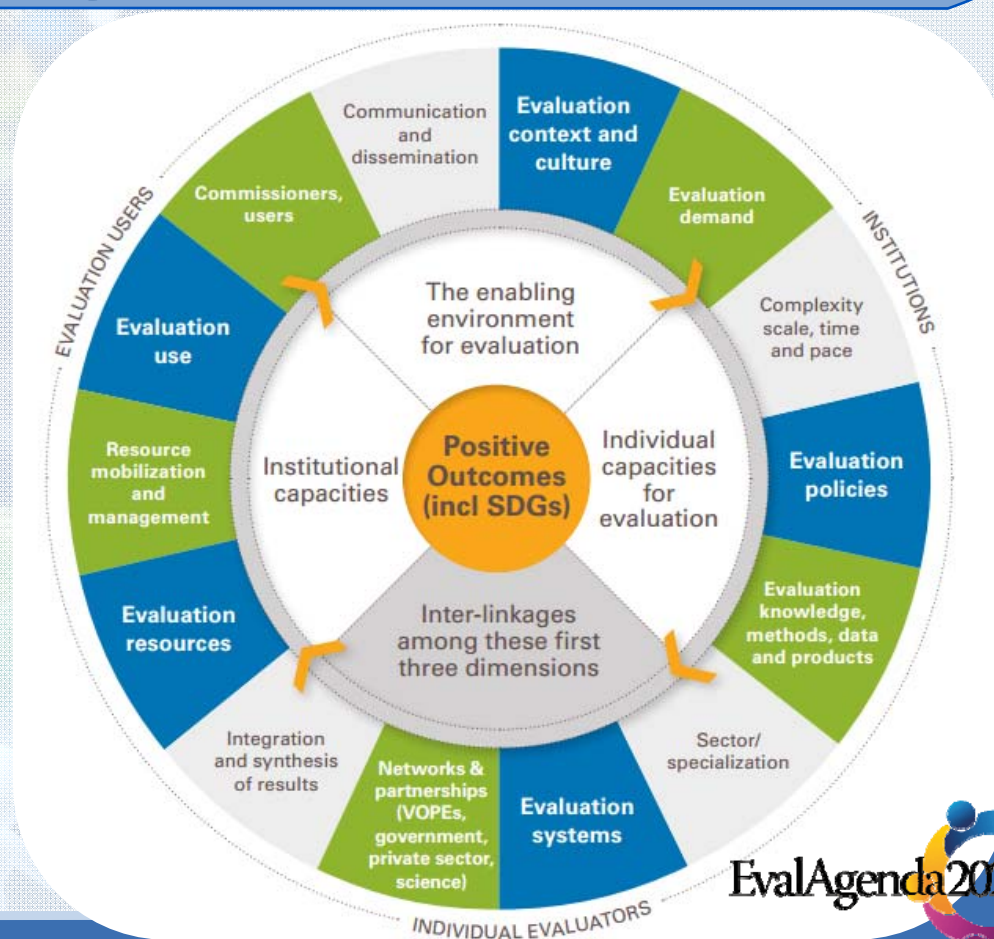 Communication
and
dissemination
Evaluation
context and
culture
Evaluation
demand
Complexity
scale, time
and pace
Evaluation
policies
Evaluation
knowledge,
methods, data
and products
Sector/
specialization
Evaluation
systems
Networks &
partnerships
(VOPEs,
government,
private sector,
science)
Integration
and synthesis
of results
Evaluation
resources
Resource
mobilization
and
management
Evaluation
use
Commissioners,
users
EVALUATION USERS
INSTITUTIONS
INDIVIDUAL EVALUATORS
The enabling
environment
for evaluation
Individual
capacities
for
evaluation
Inter-linkages
among these first
three dimensions
Institutional
capacities
Positive
Outcomes
(incl SDGs)